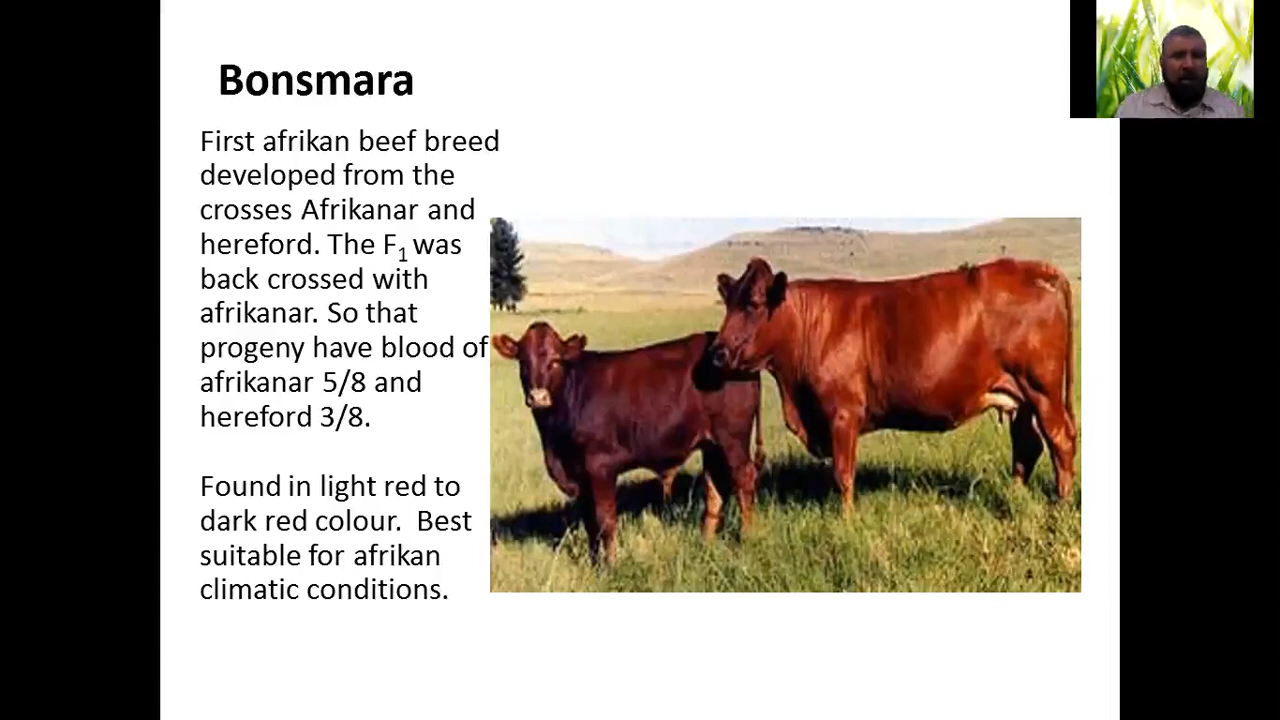 Bonsmara
First afrikan beef breed
developed from the
crosses Afrikanar and
hereford. The F1 was
back crossed with
afrikanar. So that
progeny have blood of
afrikanar 5/8 and
hereford 3/8.
Found in light red to
dark red colour. Best
suitable for afrikan
climatic conditions.